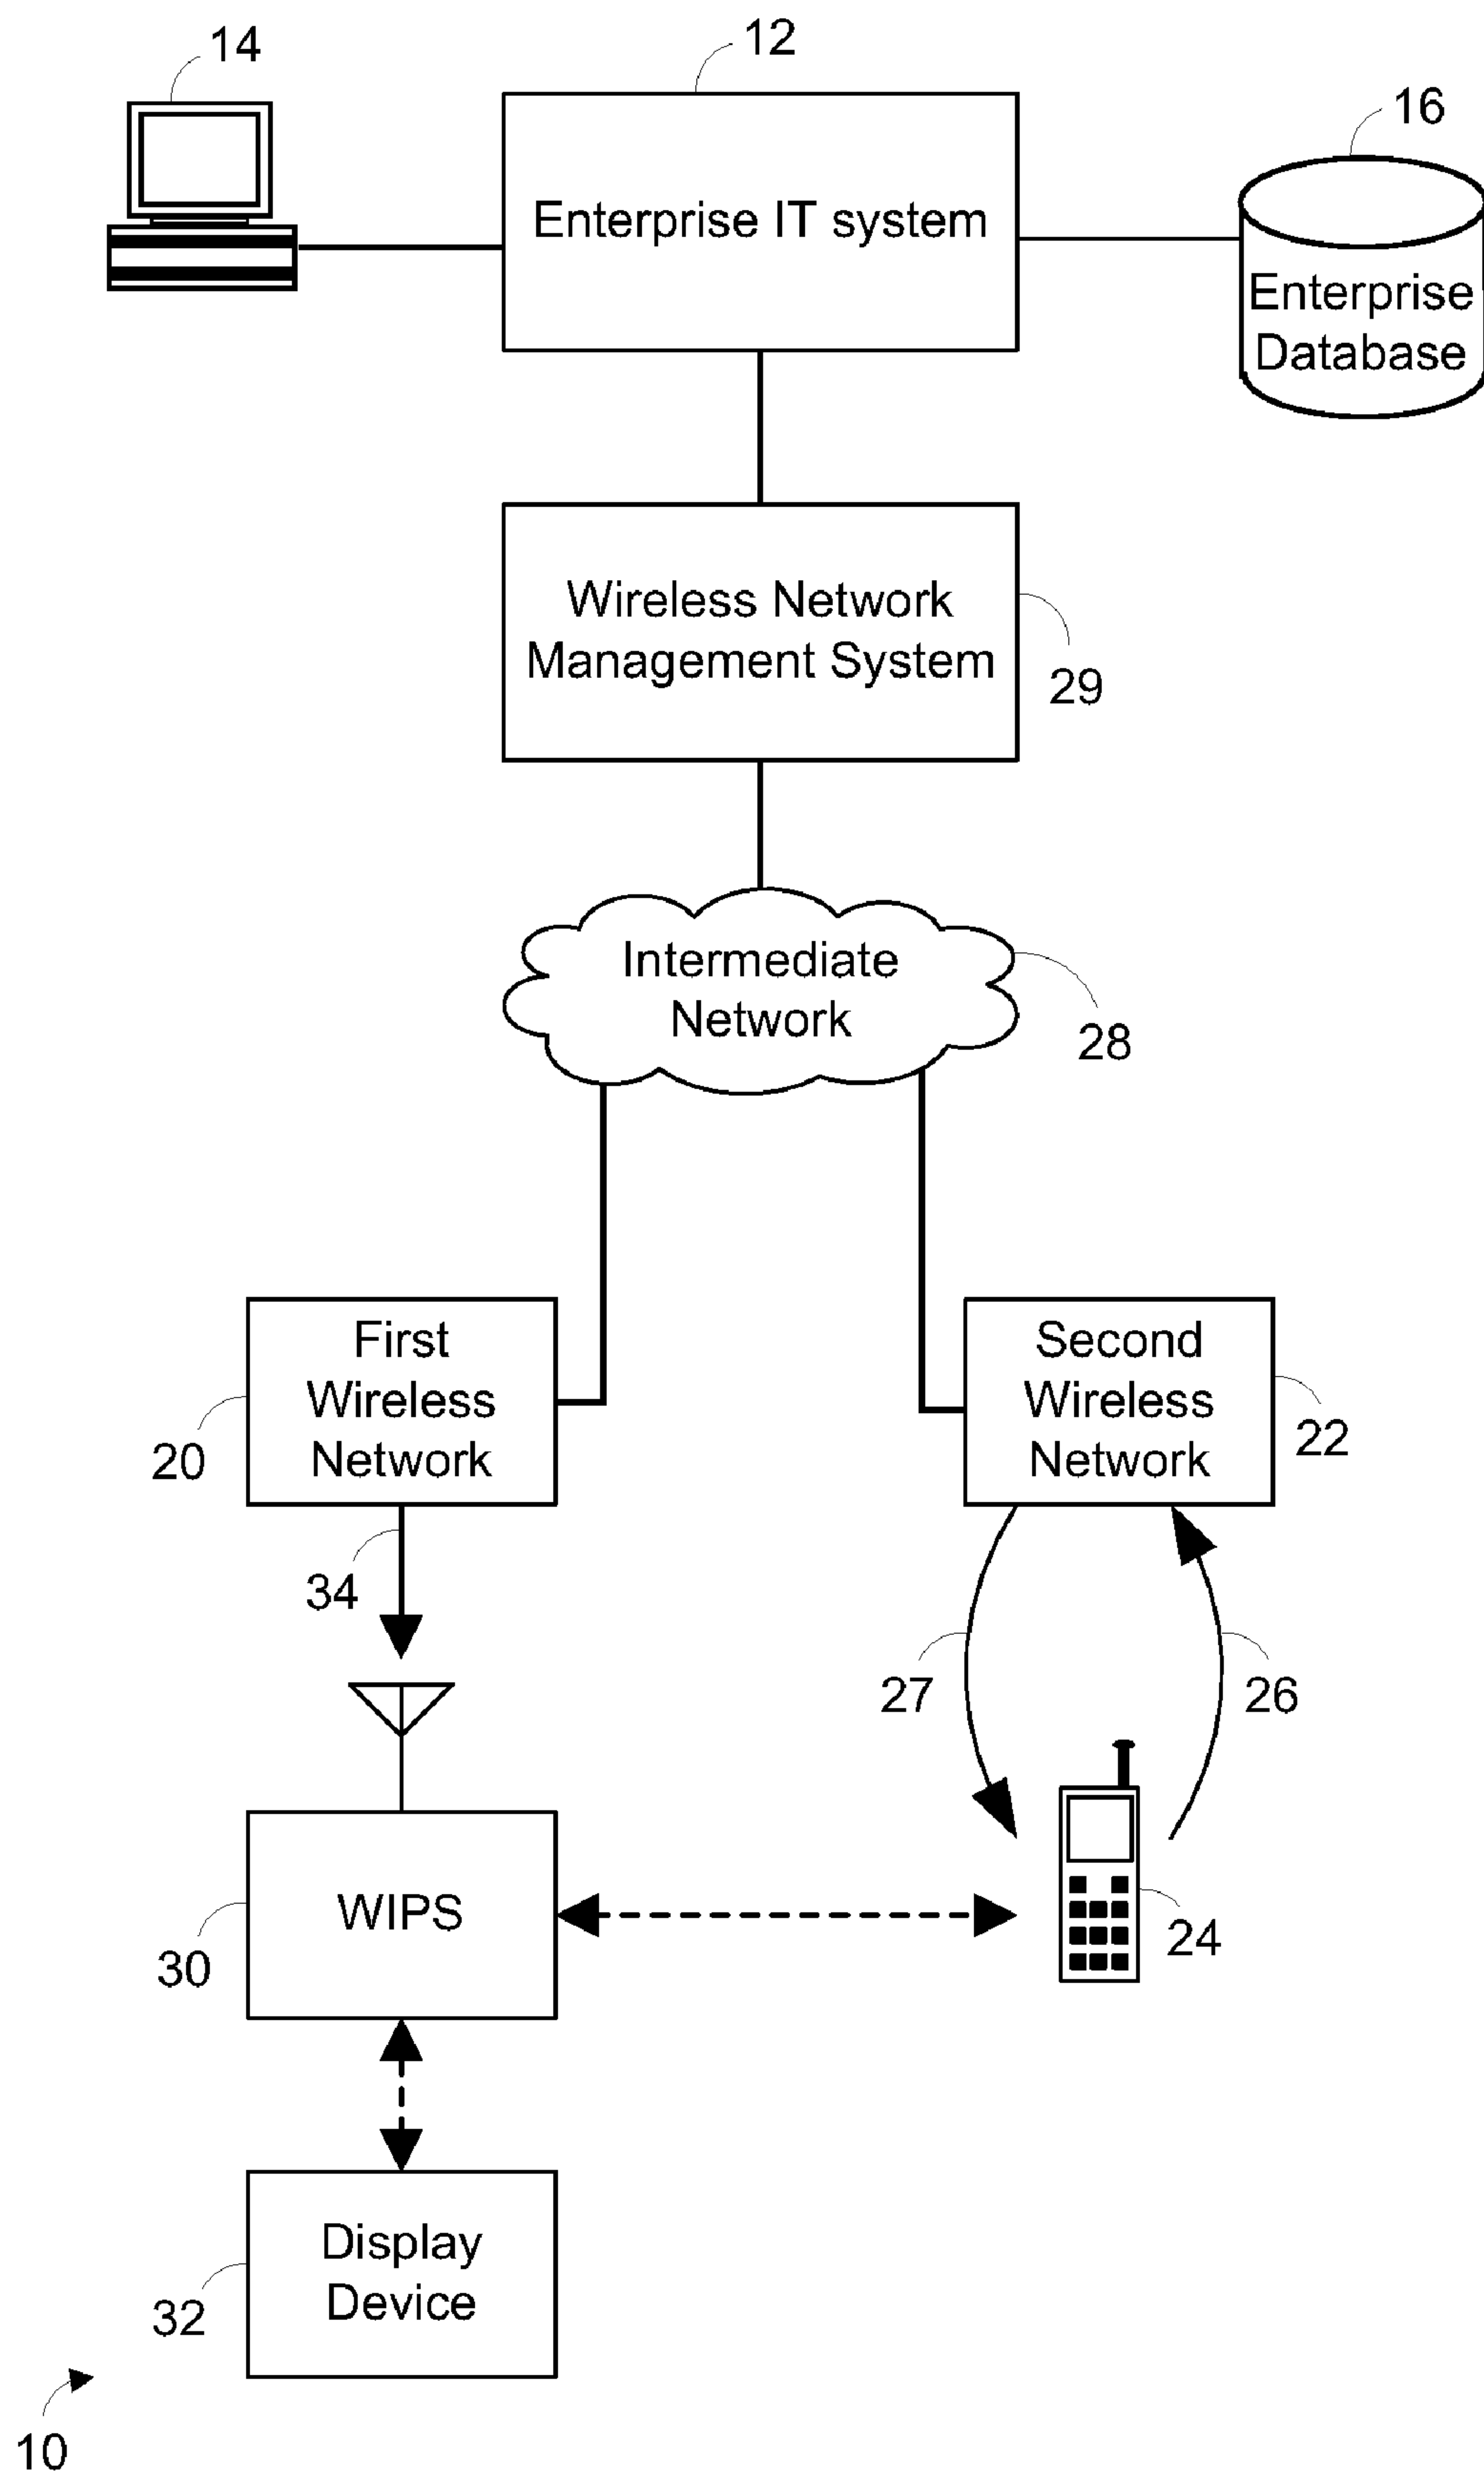 14
12
16
Enterprise IT system
Enterprise
Database
Wireless Network
Management System
29
Intermediate
Network
28
First
Wireless
Network
20
Second
Wireless
Network
22
34
27
26
WIPS
30
24
Display
Device
32
10